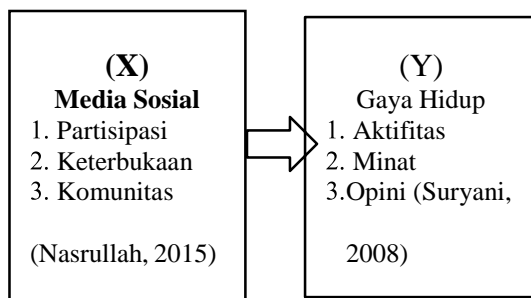 (X)
Media Sosial
1. Partisipasi
2. Keterbukaan
3. Komunitas
(Nasrullah, 2015)
(Y)
Gaya Hidup
1. Aktifitas
2. Minat
3.Opini (Suryani,
2008)